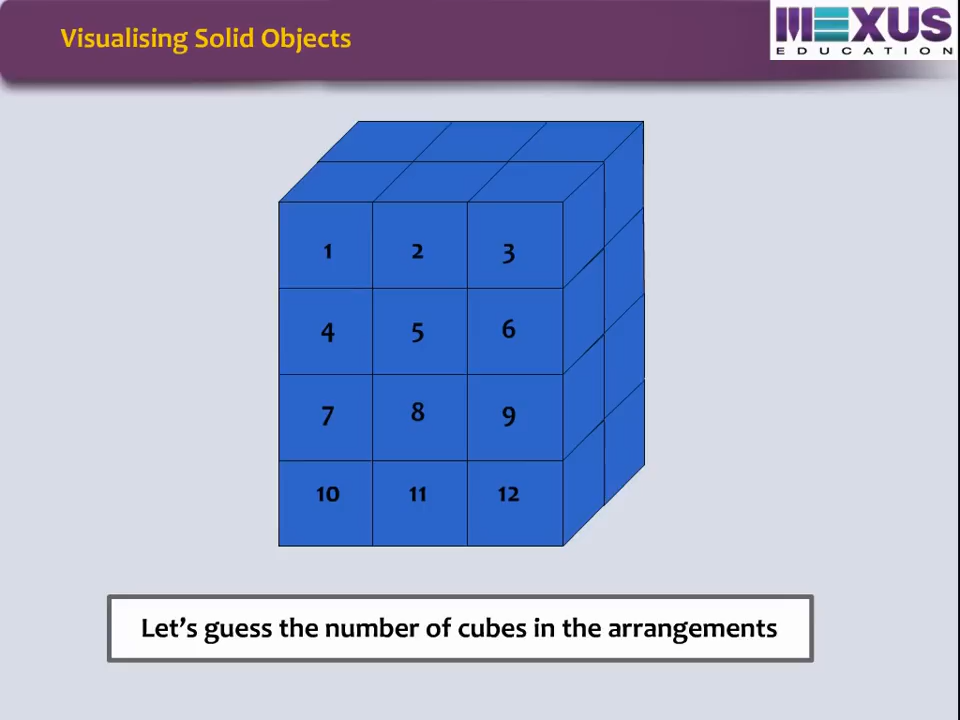 Visualising Solid Objects
MEXUS
EDUCATION
1 2 3
4 5 6
7 8 9
10 11 12
Let's guess the number of cubes in the arrangements